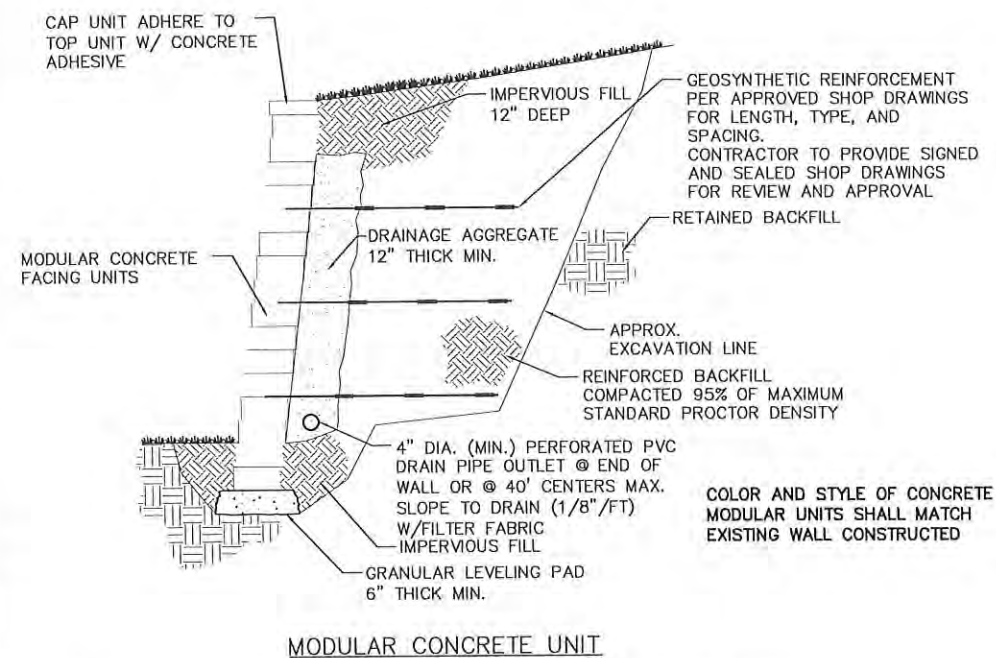 CAP UNIT ADHERE TO
TOP UNIT W/ CONCRETE
ADHESIVE
IMPERVIOUS FILL
12" DEEP
GEOSYNTHETIC REINFORCEMENT
PER APPROVED SHOP DRAWINGS
FOR LENGTH, TYPE, AND
SPACING.
CONTRACTOR TO PROVIDE SIGNED
AND SEALED SHOP DRAWINGS
FOR REVIEW AND APPROVAL
RETAINED BACKFILL
DRAINAGE AGGREGATE
12" THICK MIN.
MODULAR CONCRETE
FACING UNITS
APPROX.
EXCAVATION LINE
REINFORCED BACKFILL
COMPACTED 95% OF MAXIMUM
STANDARD PROCTOR DENSITY
4" DIA. (MIN.) PERFORATED PVC
DRAIN PIPE OUTLET @ END OF
WALL OR @ 40' CENTERS MAX.
SLOPE TO DRAIN (1/8"/FT)
W/FILTER FABRIC
IMPERVIOUS FILL
GRANULAR LEVELING PAD
6" THICK MIN.
COLOR AND STYLE OF CONCRETE
MODULAR UNITS SHALL MATCH
EXISTING WALL CONSTRUCTED
MODULAR CONCRETE UNIT